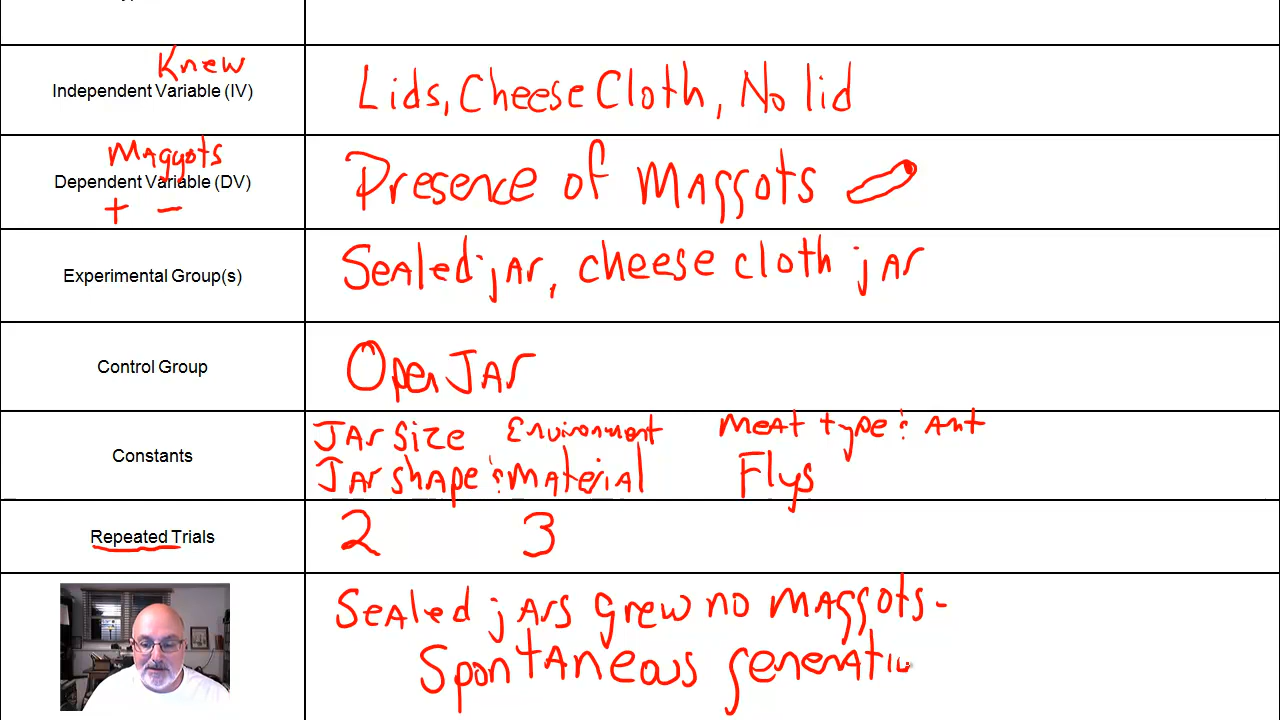 Knew
Independent Variable (IV)
Lids, Cheese Cloth, No lid
Maggots
Dependent Variable (DV)
+ -
Presence of Maggots
Experimental Group(s)
Sealed jar, cheese cloth jar
Control Group
Open JAr
Constants
JAr Size Environment Meat type & Amt
JAr shape & Material Flys
Repeated Trials
2 3
Sealed jArs grew no maggots-
Spontaneous generati